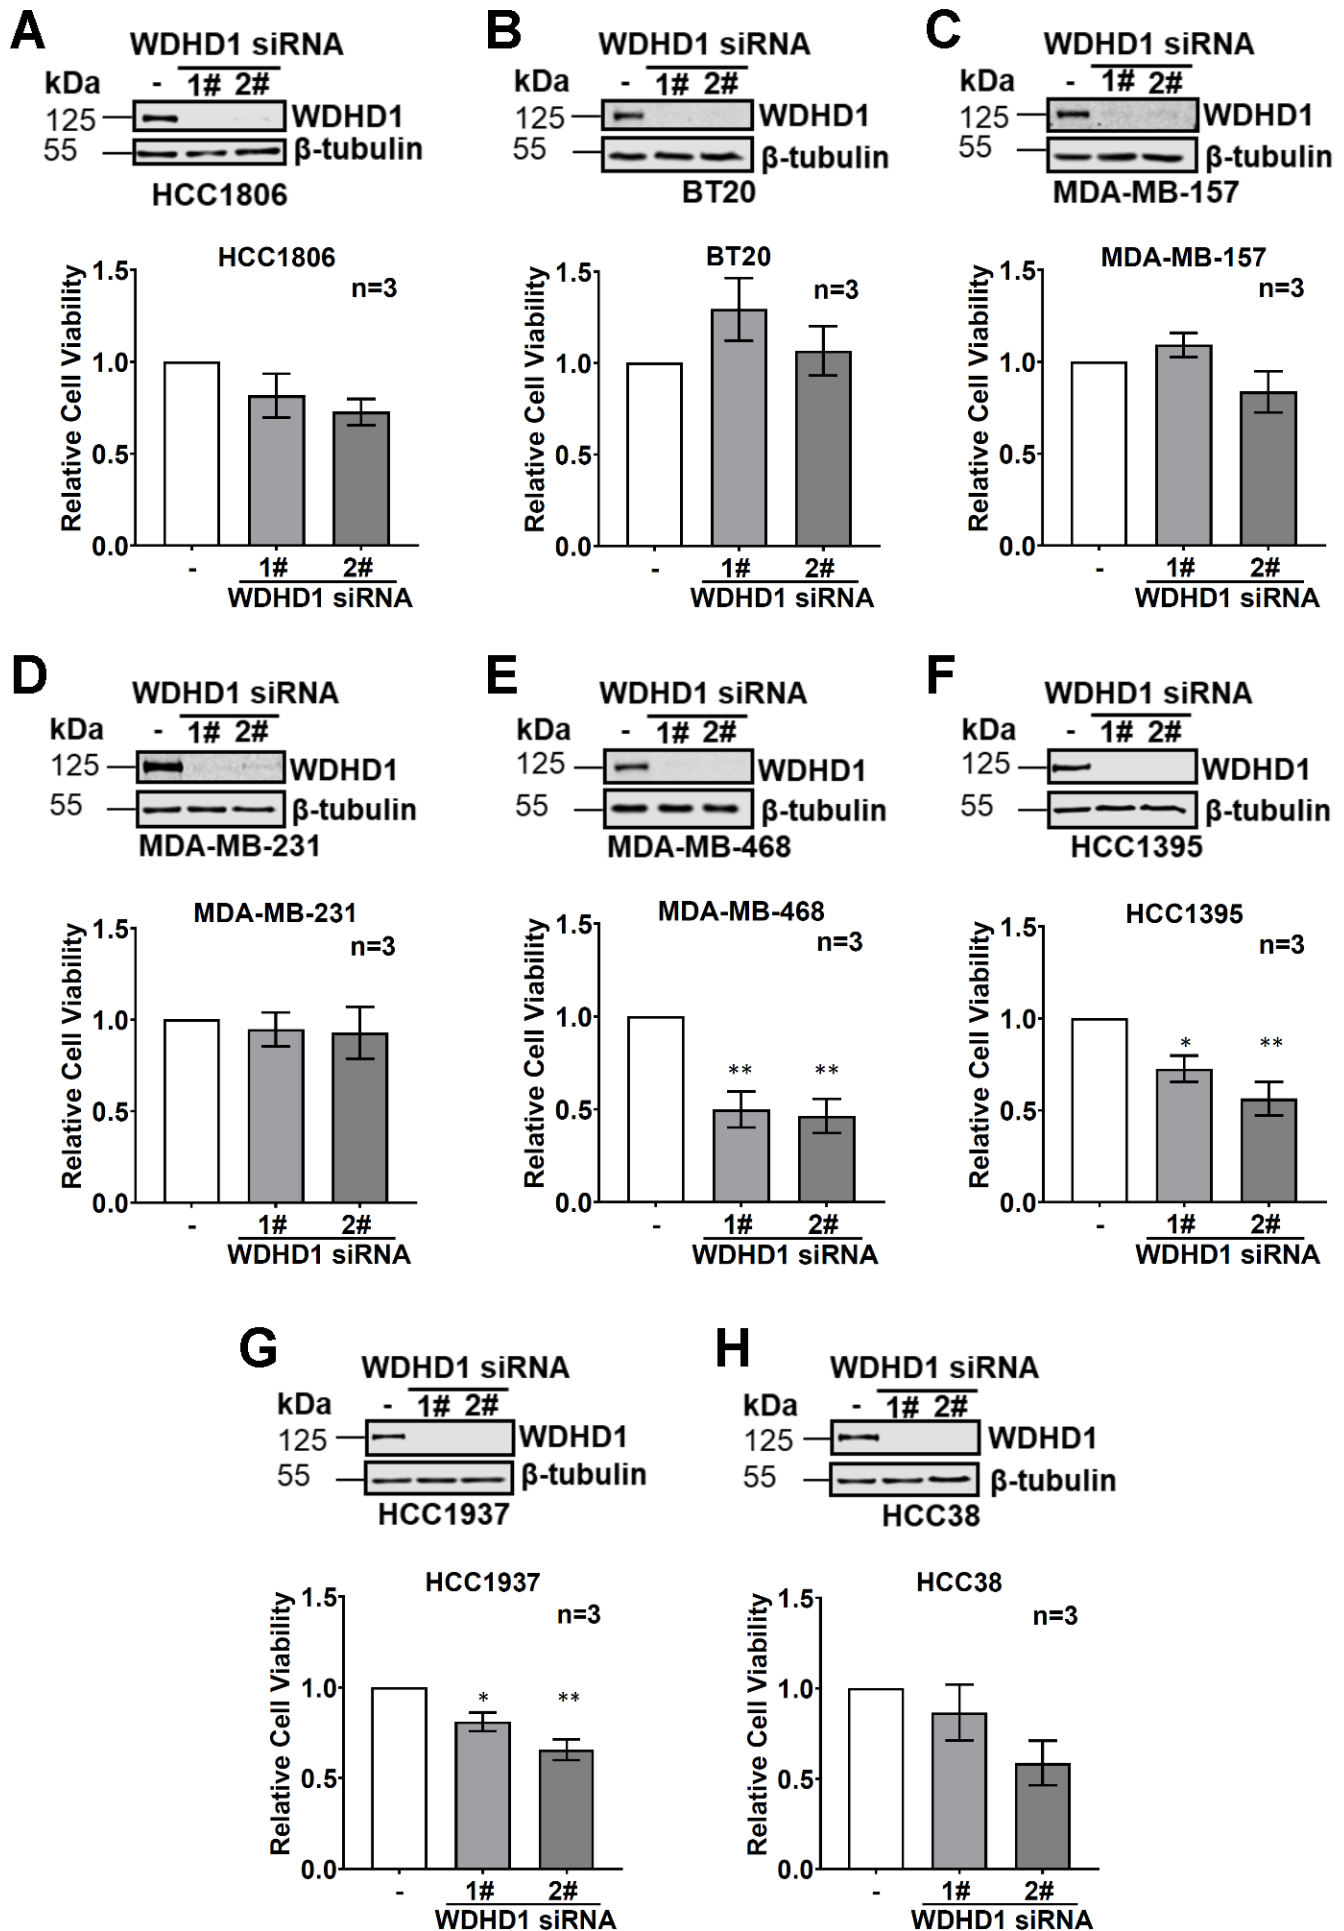 A
WDHD1 siRNA
kDa - 1# 2#
125 WDHD1
55 β-tubulin
HCC1806
HCC1806
n=3
Relative Cell Viability
1.5
1.0
0.5
0.0
- 1# 2#
WDHD1 siRNA
B
WDHD1 siRNA
kDa - 1# 2#
125 WDHD1
55 β-tubulin
BT20
BT20
n=3
Relative Cell Viability
1.5
1.0
0.5
0.0
- 1# 2#
WDHD1 siRNA
C
WDHD1 siRNA
kDa - 1# 2#
125 WDHD1
55 β-tubulin
MDA-MB-157
MDA-MB-157
n=3
Relative Cell Viability
1.5
1.0
0.5
0.0
- 1# 2#
WDHD1 siRNA
D
WDHD1 siRNA
kDa - 1# 2#
125 WDHD1
55 β-tubulin
MDA-MB-231
MDA-MB-231
n=3
Relative Cell Viability
1.5
1.0
0.5
0.0
- 1# 2#
WDHD1 siRNA
E
WDHD1 siRNA
kDa - 1# 2#
125 WDHD1
55 β-tubulin
MDA-MB-468
MDA-MB-468
n=3
Relative Cell Viability
1.5
1.0
0.5
0.0
** **
- 1# 2#
WDHD1 siRNA
F
WDHD1 siRNA
kDa - 1# 2#
125 WDHD1
55 β-tubulin
HCC1395
HCC1395
n=3
Relative Cell Viability
1.5
1.0
0.5
0.0
* **
- 1# 2#
WDHD1 siRNA
G
WDHD1 siRNA
kDa - 1# 2#
125 WDHD1
55 β-tubulin
HCC1937
HCC1937
n=3
Relative Cell Viability
1.5
1.0
0.5
0.0
* **
- 1# 2#
WDHD1 siRNA
H
WDHD1 siRNA
kDa - 1# 2#
125 WDHD1
55 β-tubulin
HCC38
HCC38
n=3
Relative Cell Viability
1.5
1.0
0.5
0.0
- 1# 2#
WDHD1 siRNA